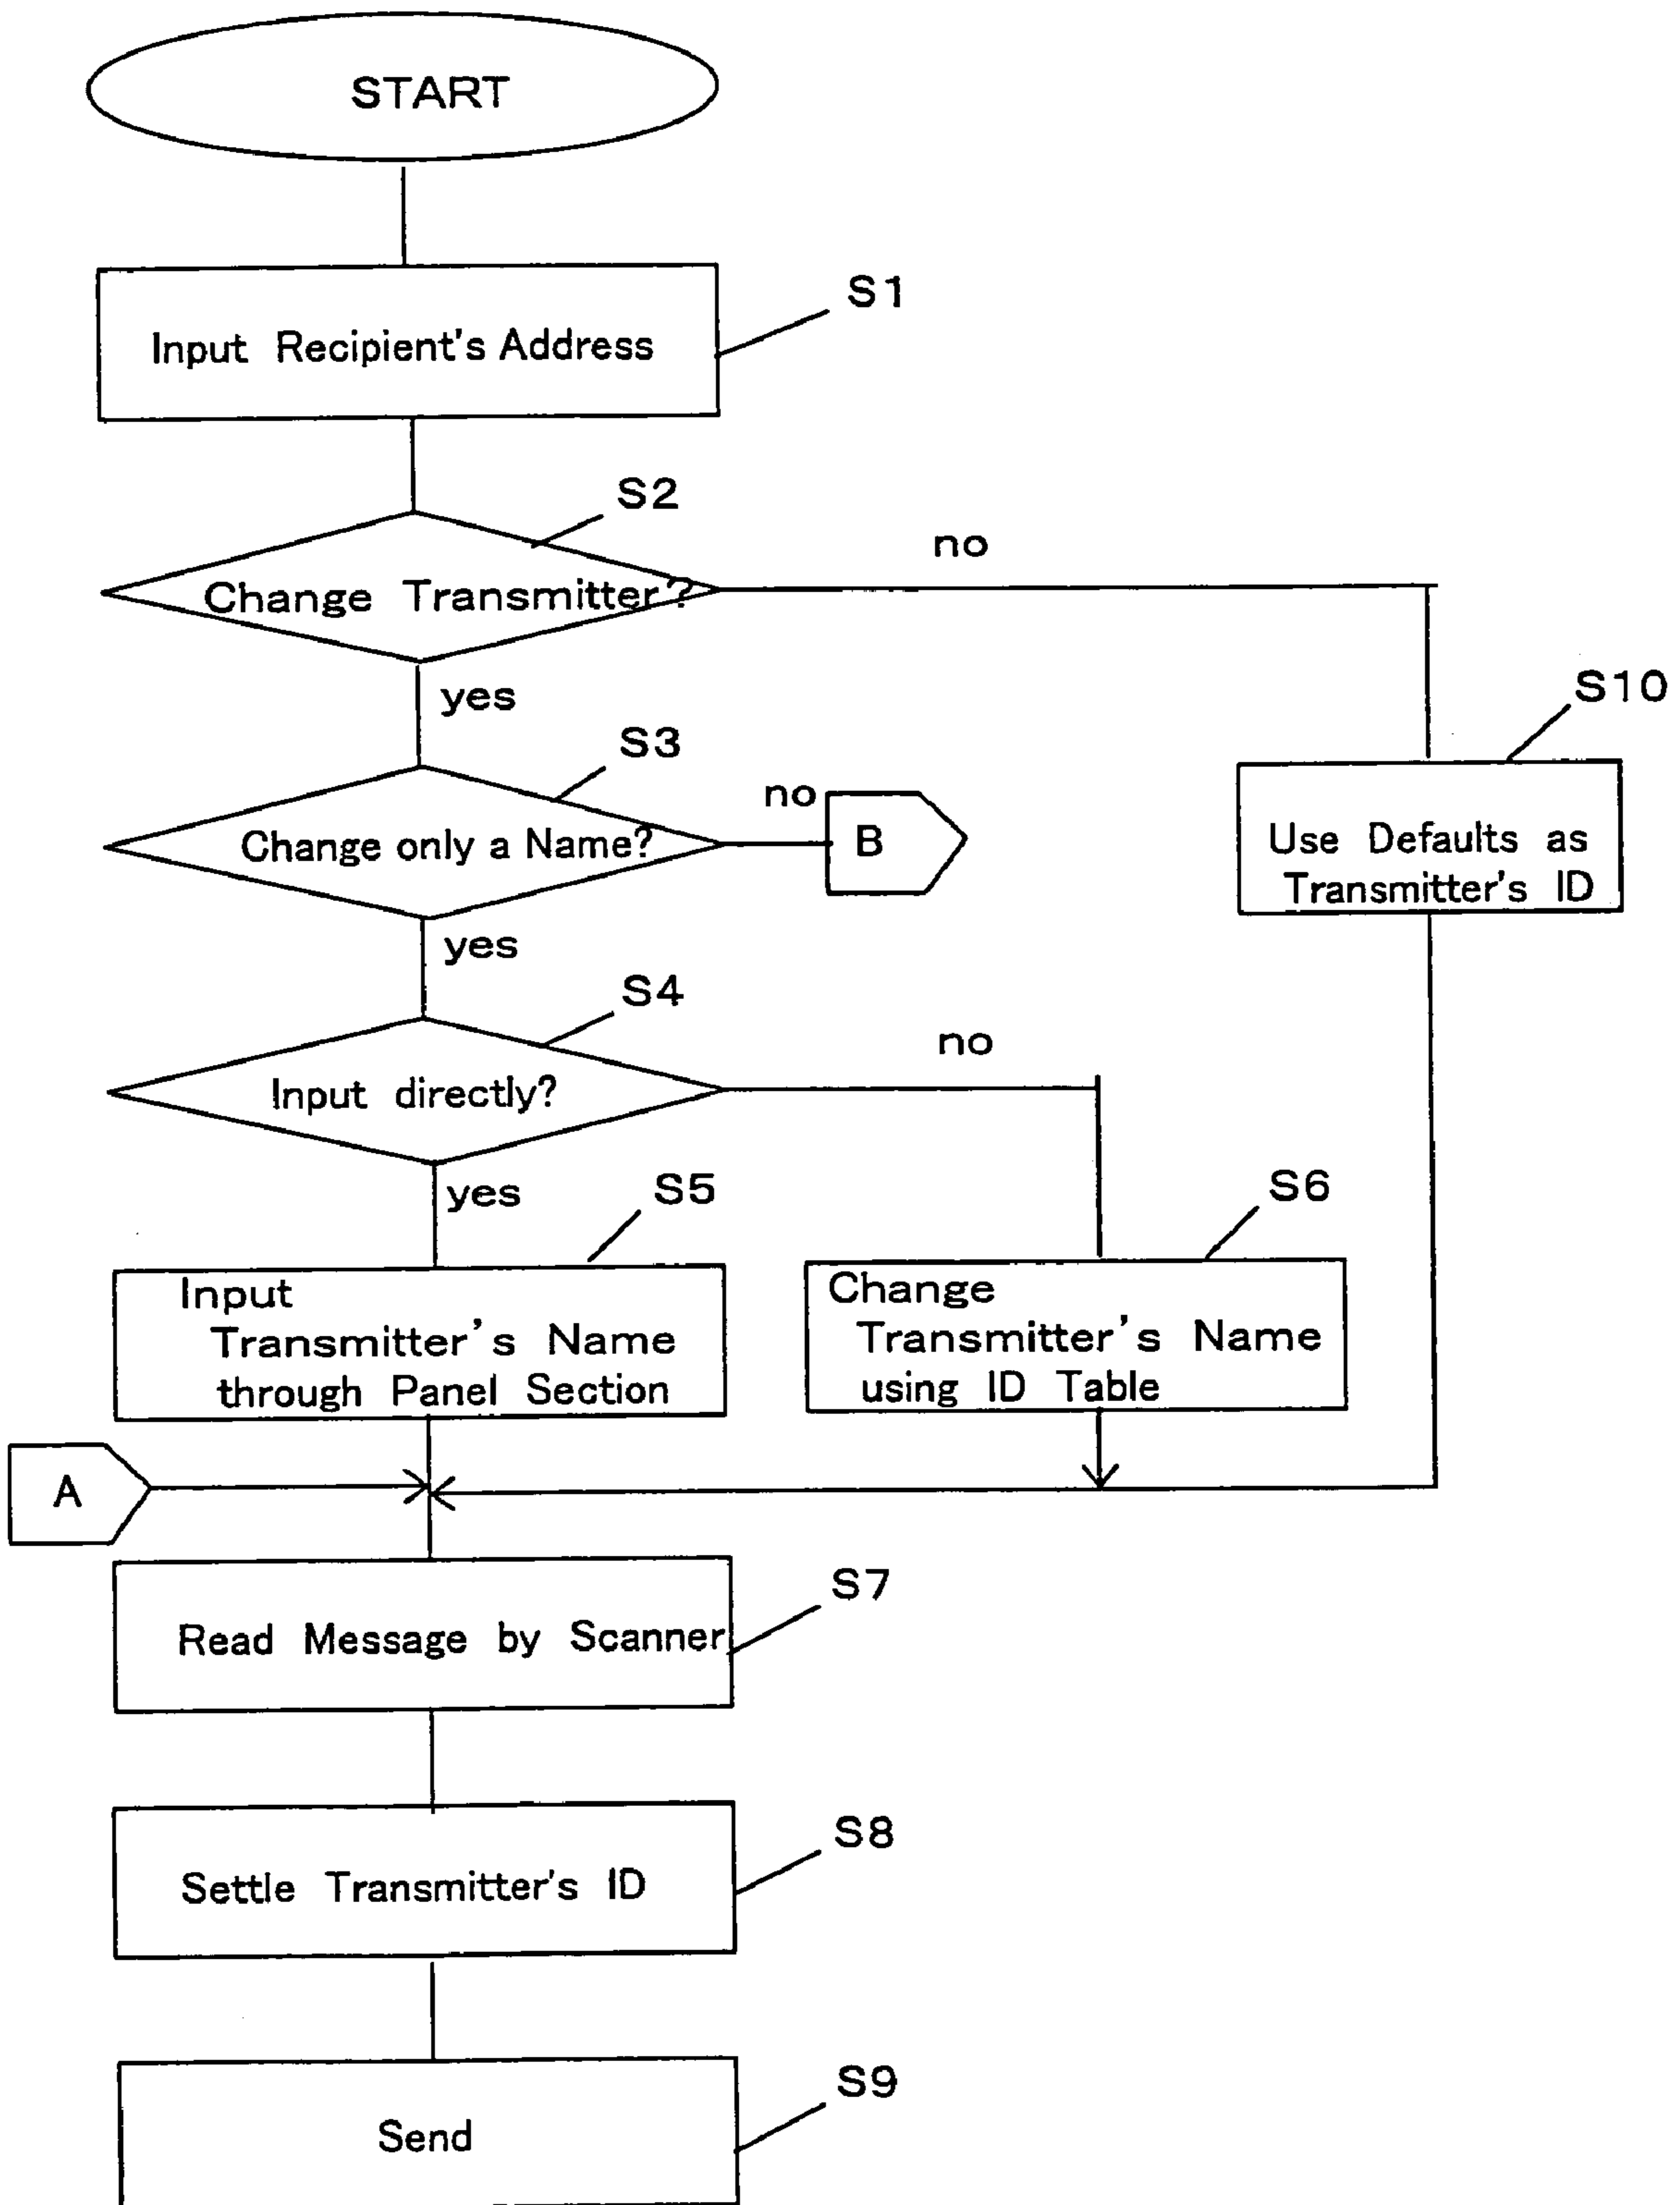 START
S1
Input Recipient's Address
S2
no
Change Transmitter?
yes
S10
S3
no
Change only a Name?
B
Use Defaults as
Transmitter's ID
yes
S4
no
Input directly?
yes
S5
S6
Input
Transmitter's Name
through Panel Section
Change
Transmitter's Name
using ID Table
A
S7
Read Message by Scanner
S8
Settle Transmitter's ID
S9
Send